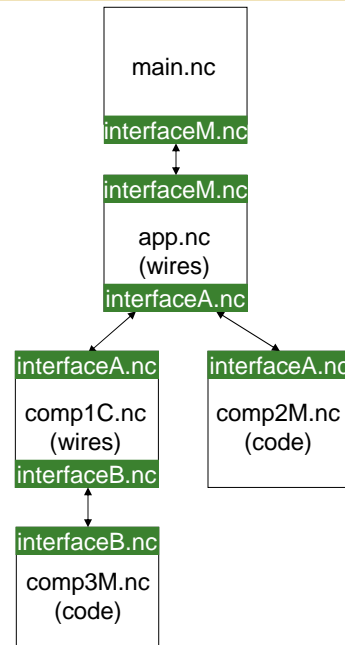 main.nc
interfaceM.nc
interfaceM.nc
app.nc
(wires)
interfaceA.nc
interfaceA.nc
comp1C.nc
(wires)
interfaceB.nc
interfaceA.nc
comp2M.nc
(code)
interfaceB.nc
comp3M.nc
(code)